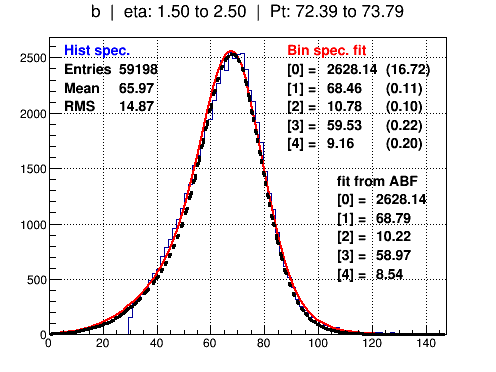 b | eta: 1.50 to 2.50 | Pt: 72.39 to 73.79
Hist spec.
Entries 59198
Mean 65.97
RMS 14.87
Bin spec. fit
[0] = 2628.14 (16.72)
[1] = 68.46 (0.11)
[2] = 10.78 (0.10)
[3] = 59.53 (0.22)
[4] = 9.16 (0.20)
fit from ABF
[0] = 2628.14
[1] = 68.79
[2] = 10.22
[3] = 58.97
[4] = 8.54
2500
2000
1500
1000
500
0
0 20 40 60 80 100 120 140